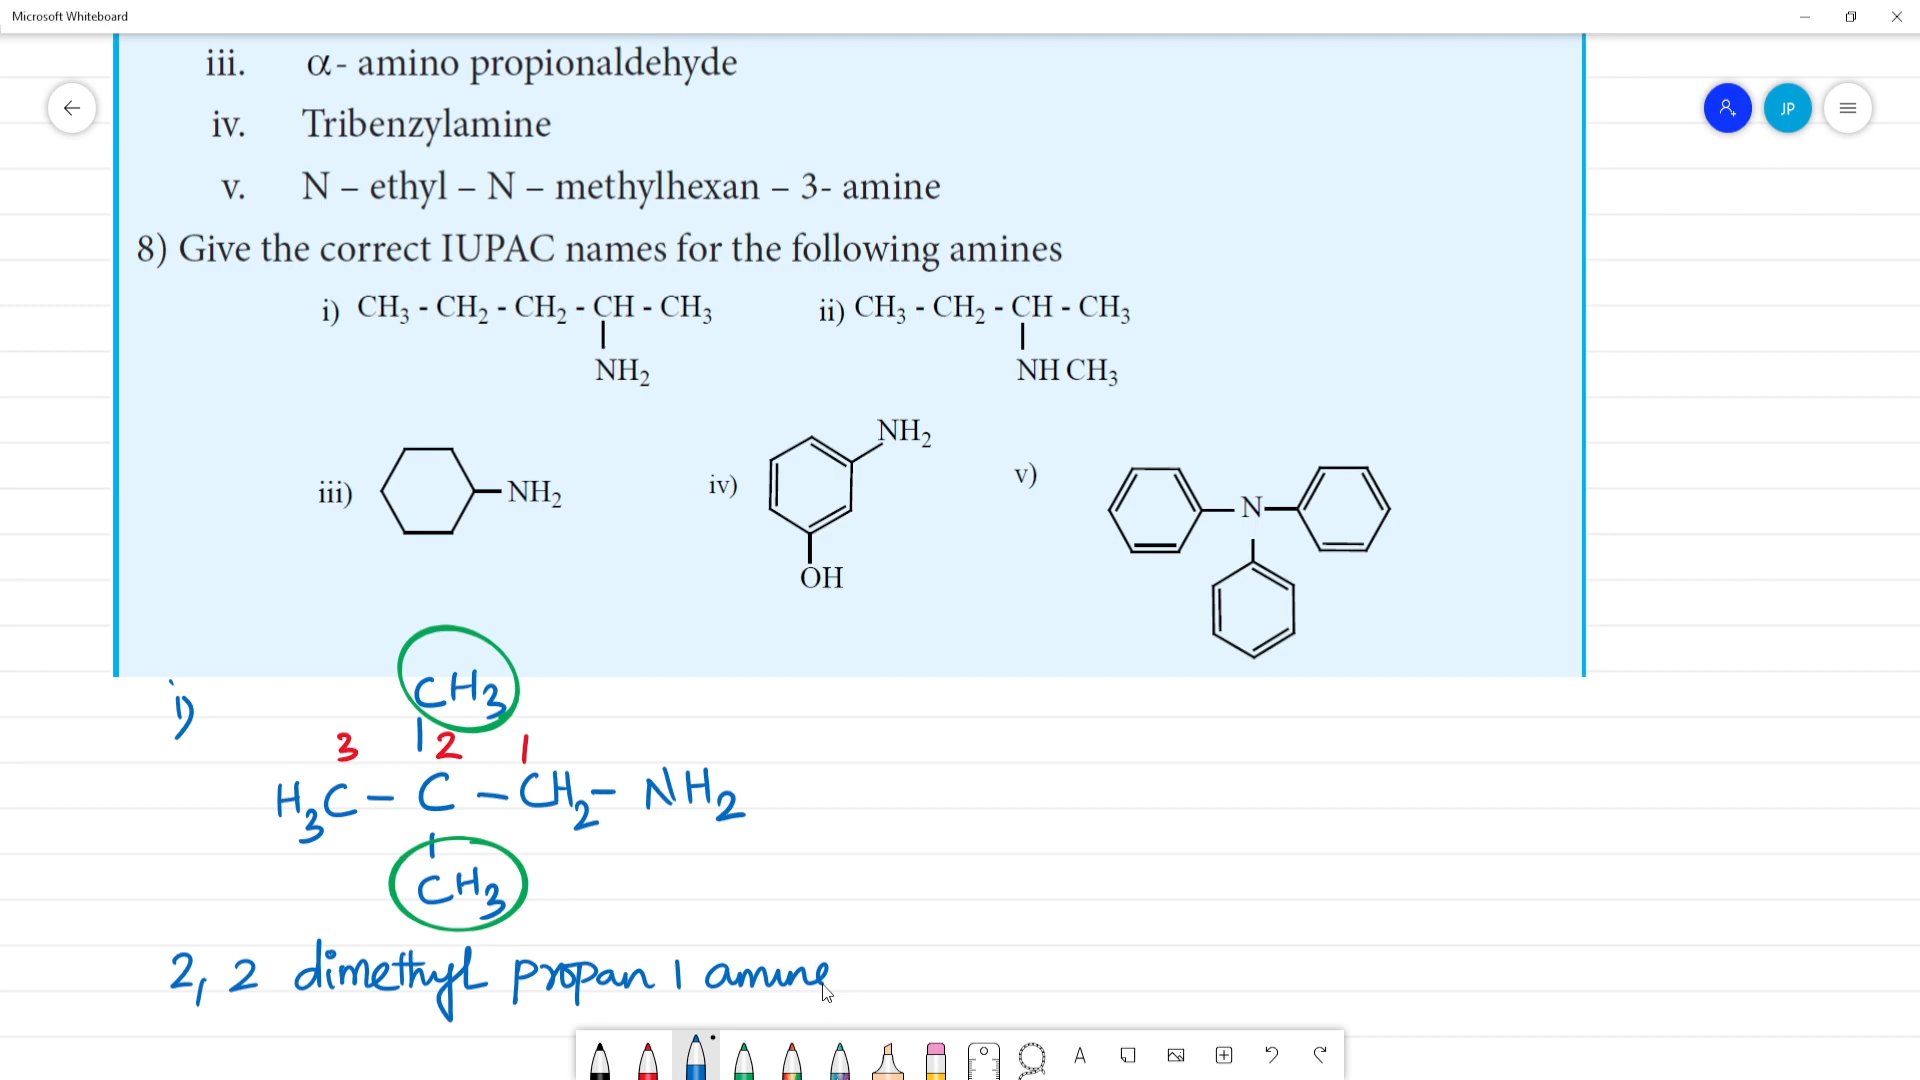 Microsoft Whiteboard
iii. α- amino propionaldehyde
iv. Tribenzylamine
JP
v. N – ethyl – N – methylhexan – 3- amine
8) Give the correct IUPAC names for the following amines
i) CH3 - CH2 - CH2 - CH - CH3 ii) CH3 - CH2 - CH - CH3
NH2 NH CH3
iii) NH2 iv) NH2 v) N
OH
i) CH3
3 2 1
H3C - C - CH2 - NH2
CH3
2, 2 dimethyl propan 1 amine
A